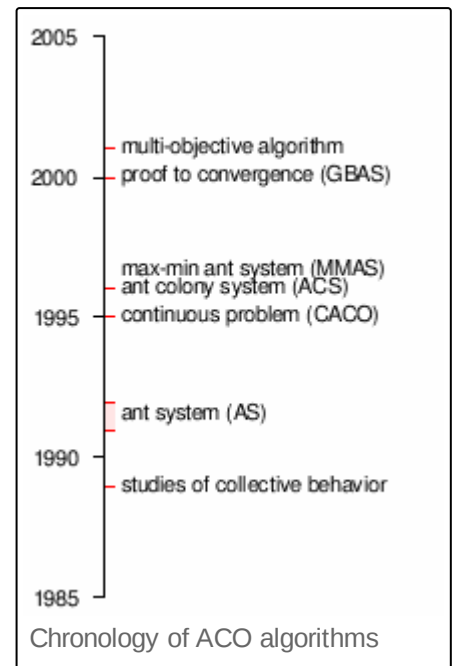 2005
multi-objective algorithm
2000 proof to convergence (GBAS)
max-min ant system (MMAS)
ant colony system (ACS)
1995 continuous problem (CACO)
ant system (AS)
1990
studies of collective behavior
1985
Chronology of ACO algorithms